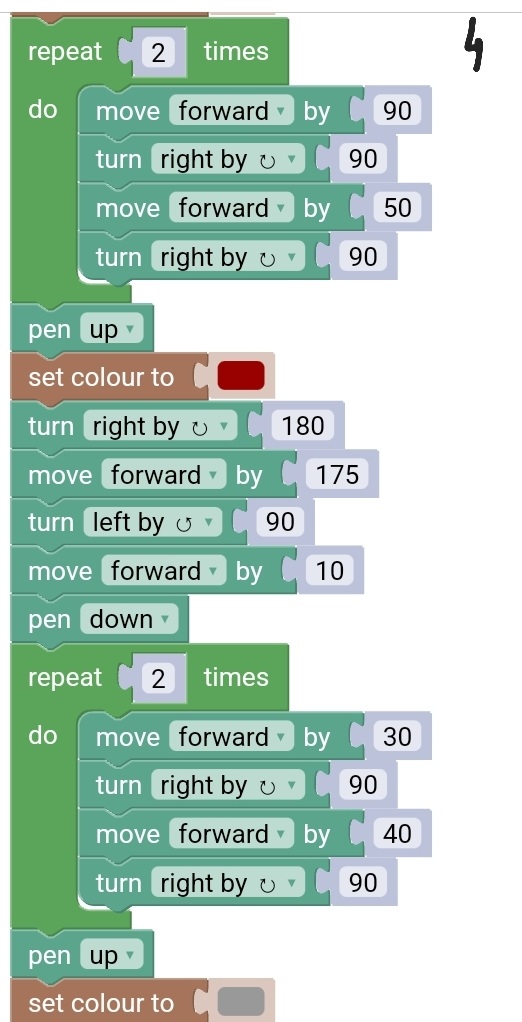 4
repeat 2 times
do move forward by 90
turn right by ↻ 90
move forward by 50
turn right by ↻ 90
pen up
set colour to
turn right by ↻ 180
move forward by 175
turn left by ↺ 90
move forward by 10
pen down
repeat 2 times
do move forward by 30
turn right by ↻ 90
move forward by 40
turn right by ↻ 90
pen up
set colour to